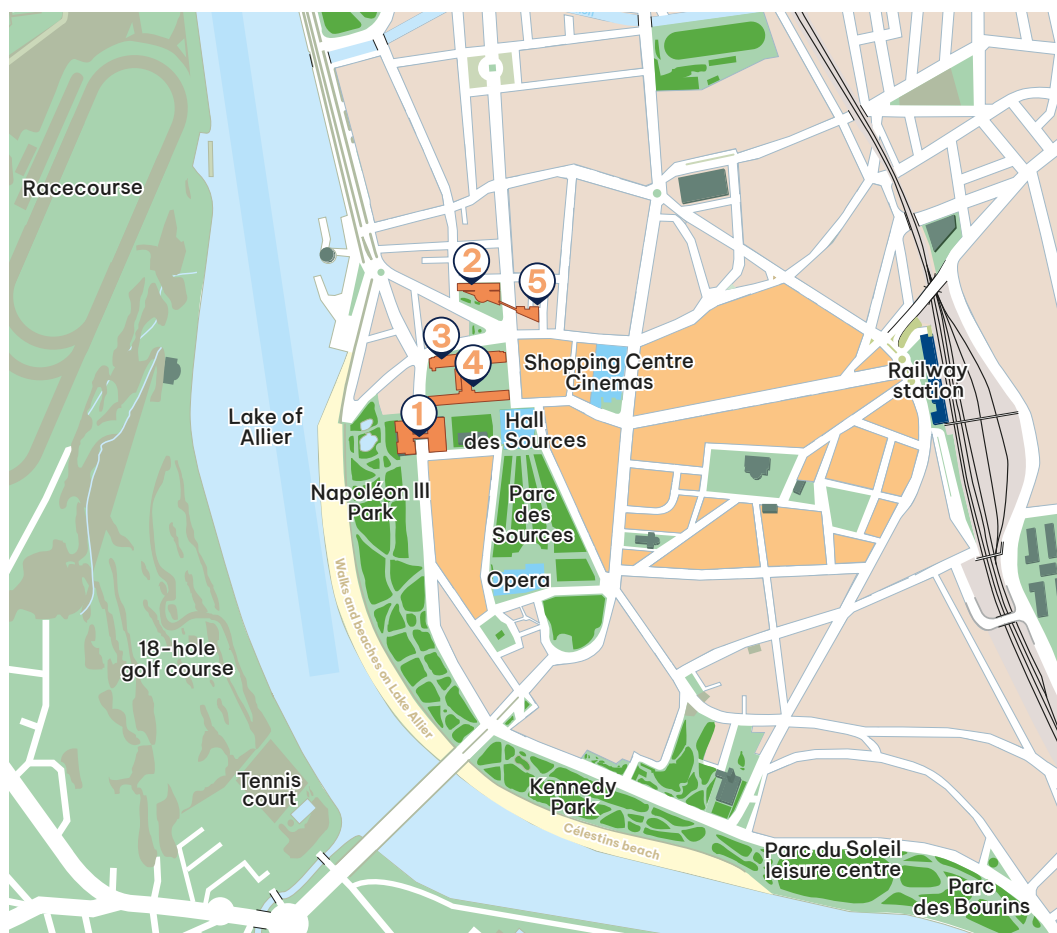 Racecourse
2
5
3
4
Shopping Centre
Cinemas
Railway
station
1
Lake of
Allier
Hall
des Sources
Napoléon III
Park
Parc
des
Sources
Opera
Walks and beaches on Lake Allier
18-hole
golf course
Tennis
court
Kennedy
Park
Célestins beach
Parc du Soleil
leisure centre
Parc
des Bourins